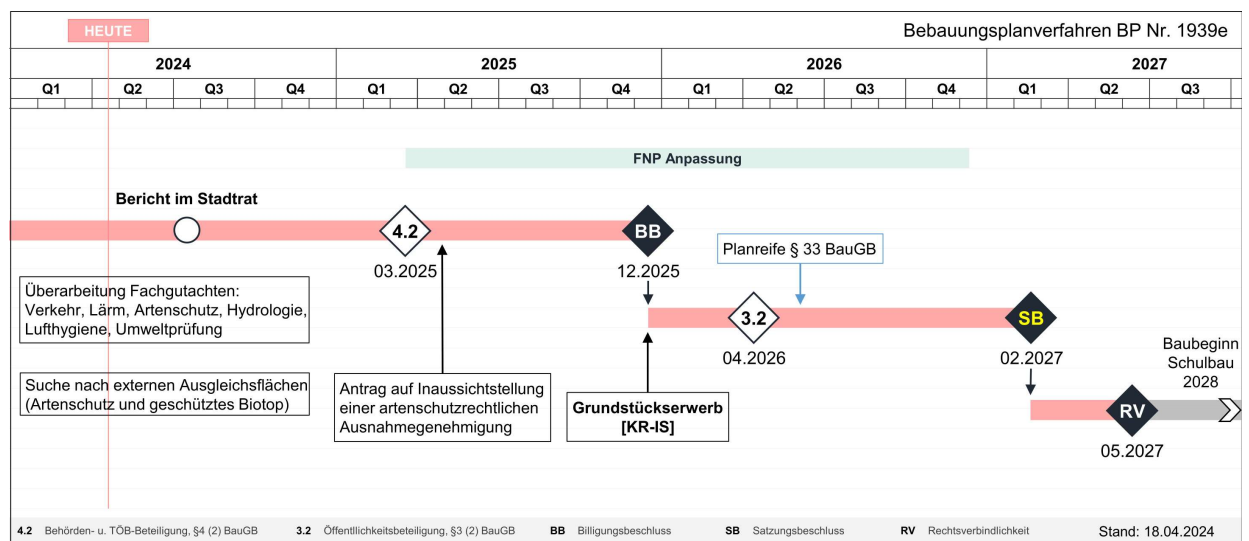 HEUTE
Bebauungsplanverfahren BP Nr. 1939e
2024 2025 2026 2027
Q1 Q2 Q3 Q4 Q1 Q2 Q3 Q4 Q1 Q2 Q3 Q4 Q1 Q2 Q3
FNP Anpassung
Bericht im Stadtrat
4.2
03.2025
BB
12.2025
Planreife § 33 BauGB
Überarbeitung Fachgutachten:
Verkehr, Lärm, Artenschutz, Hydrologie,
Lufthygiene, Umweltprüfung
3.2
04.2026
SB
02.2027
Baubeginn
Schulbau
2028
Suche nach externen Ausgleichsflächen
(Artenschutz und geschütztes Biotop)
Antrag auf Inaussichtstellung
einer artenschutzrechtlichen
Ausnahmegenehmigung
Grundstückserwerb
[KR-IS]
RV
05.2027
4.2 Behörden- u. TÖB-Beteiligung, §4 (2) BauGB 3.2 Öffentllichkeitsbeteiligung, §3 (2) BauGB BB Billigungsbeschluss SB Satzungsbeschluss RV Rechtsverbindlichkeit Stand: 18.04.2024